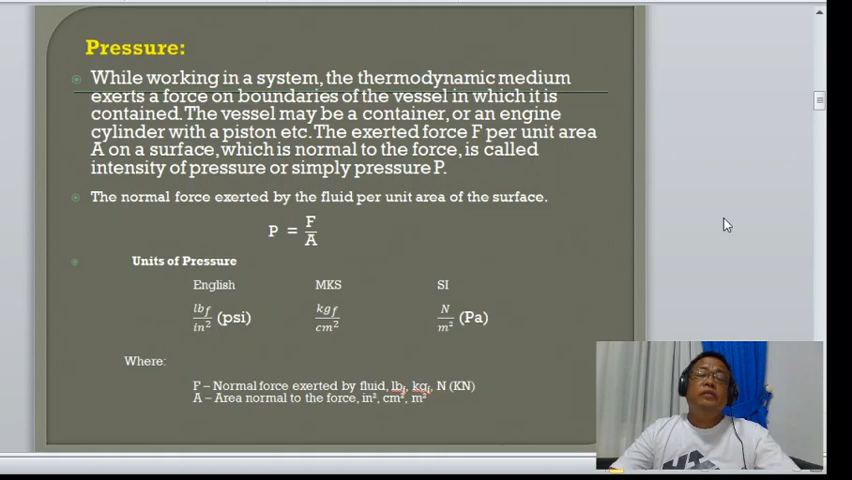 Pressure:
While working in a system, the thermodynamic medium
exerts a force on boundaries of the vessel in which it is
contained. The vessel may be a container, or an engine
cylinder with a piston etc. The exerted force F per unit area
A on a surface, which is normal to the force, is called
intensity of pressure or simply pressure P.
The normal force exerted by the fluid per unit area of the surface.
P = F/A
Units of Pressure
English MKS SI
lbf/in² (psi) kgf/cm² N/m² (Pa)
Where:
F – Normal force exerted by fluid, lbf, kgf, N (KN)
A – Area normal to the force, in², cm², m²